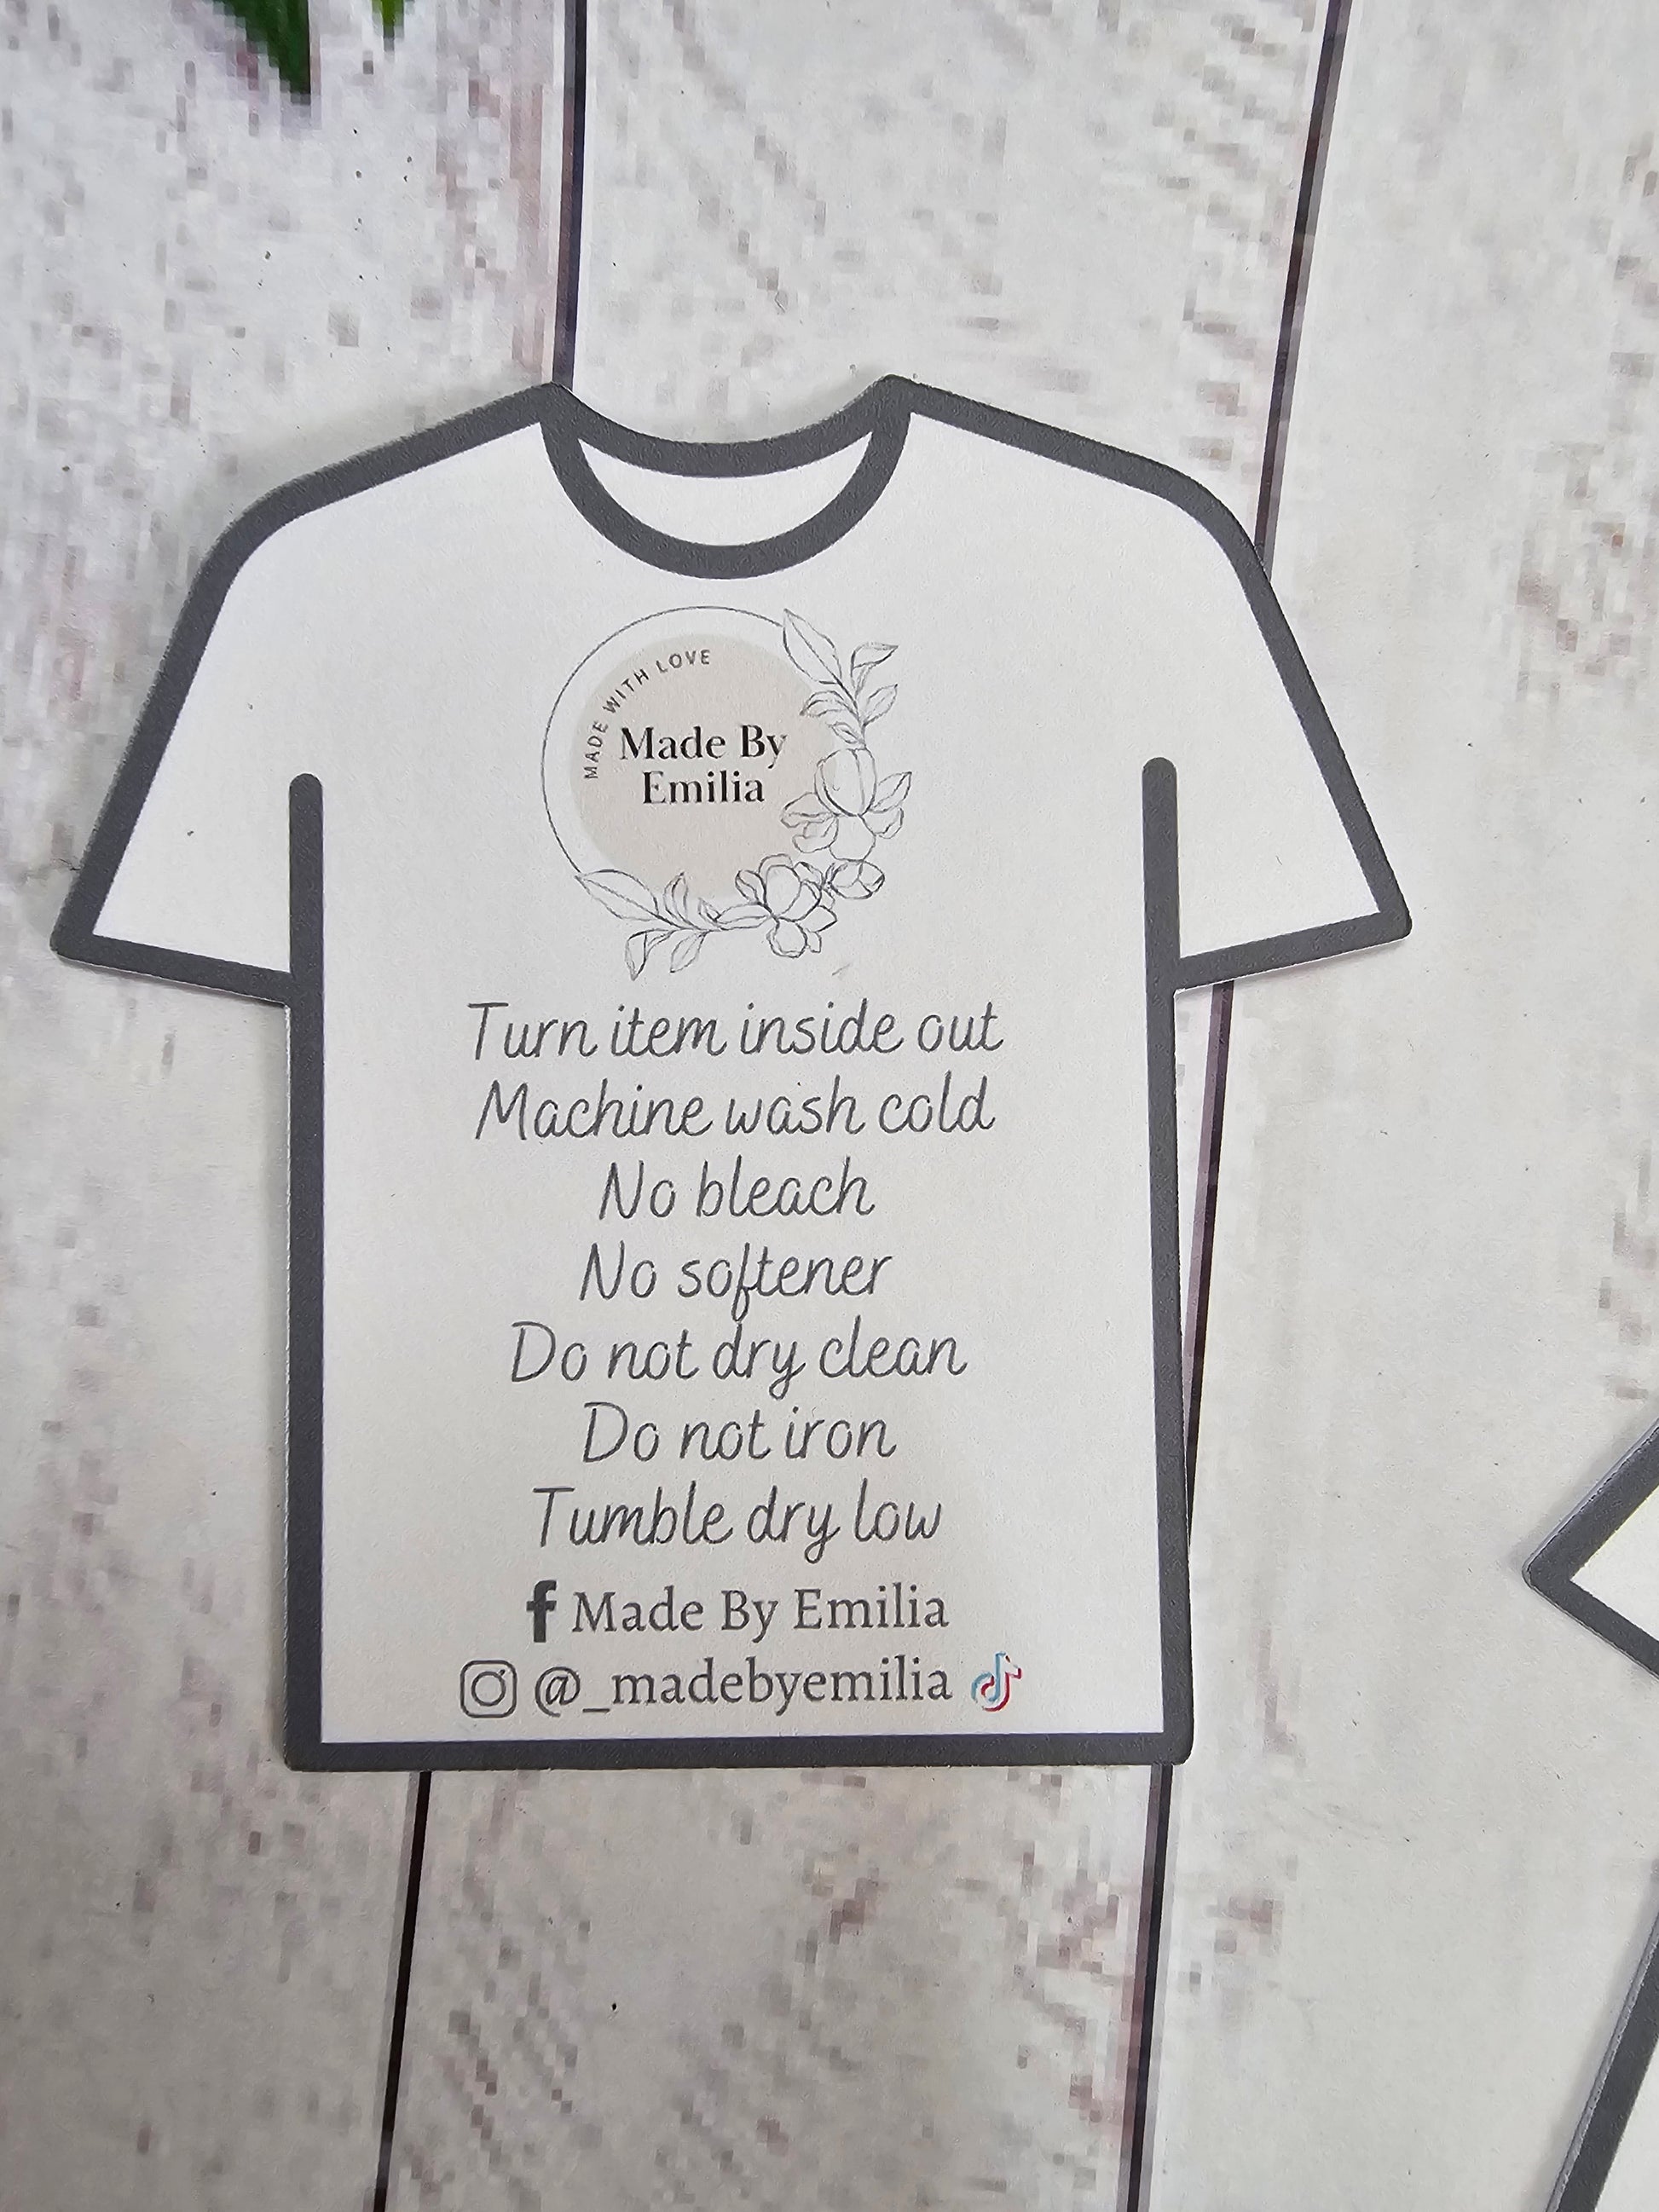 MADE WITH LOVE
Made By
Emilia
Turn item inside out
Machine wash cold
No bleach
No softener
Do not dry clean
Do not iron
Tumble dry low
f Made By Emilia
@_madebyemilia